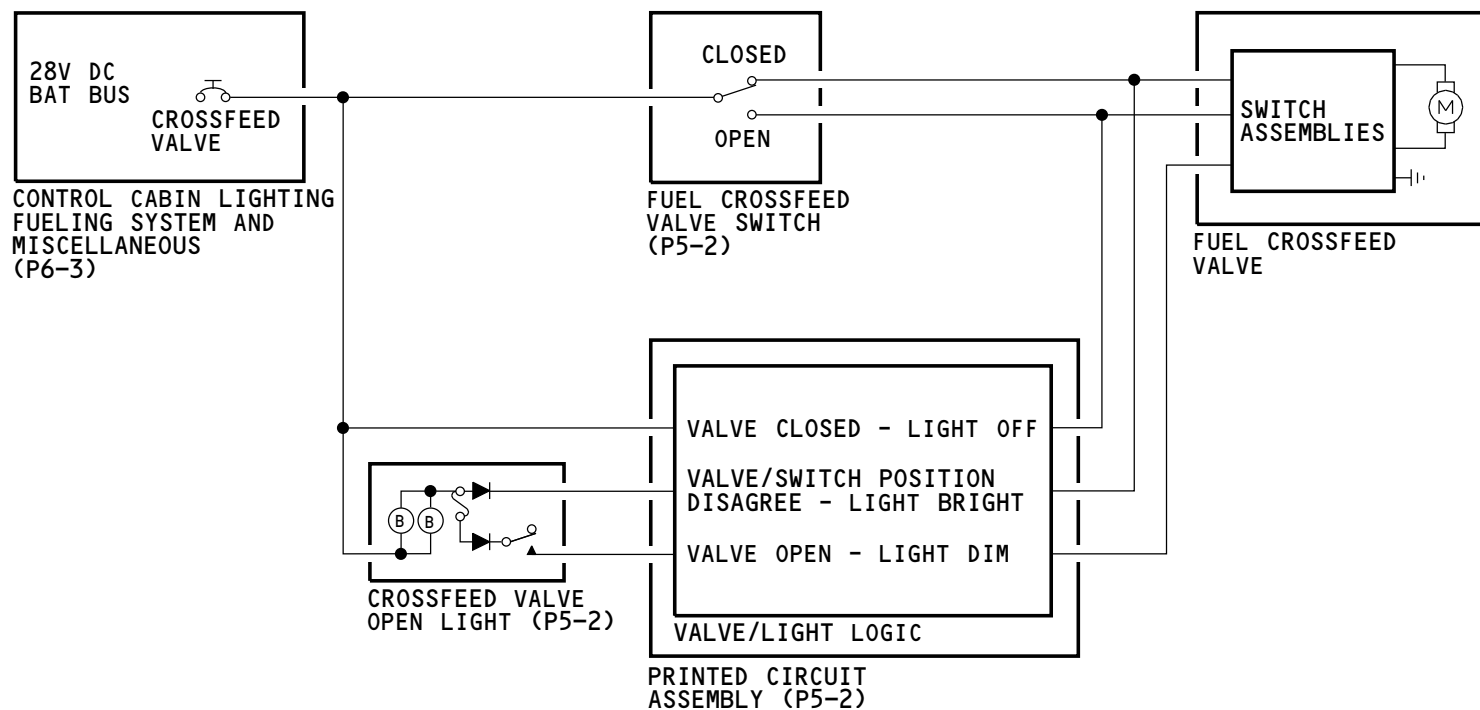 28V DC
BAT BUS
CROSSFEED
VALVE
CONTROL CABIN LIGHTING
FUELING SYSTEM AND
MISCELLANEOUS
(P6-3)
CLOSED
OPEN
FUEL CROSSFEED
VALVE SWITCH
(P5-2)
SWITCH
ASSEMBLIES
M
FUEL CROSSFEED
VALVE
B B
CROSSFEED VALVE
OPEN LIGHT (P5-2)
VALVE CLOSED - LIGHT OFF
VALVE/SWITCH POSITION
DISAGREE - LIGHT BRIGHT
VALVE OPEN - LIGHT DIM
VALVE/LIGHT LOGIC
PRINTED CIRCUIT
ASSEMBLY (P5-2)